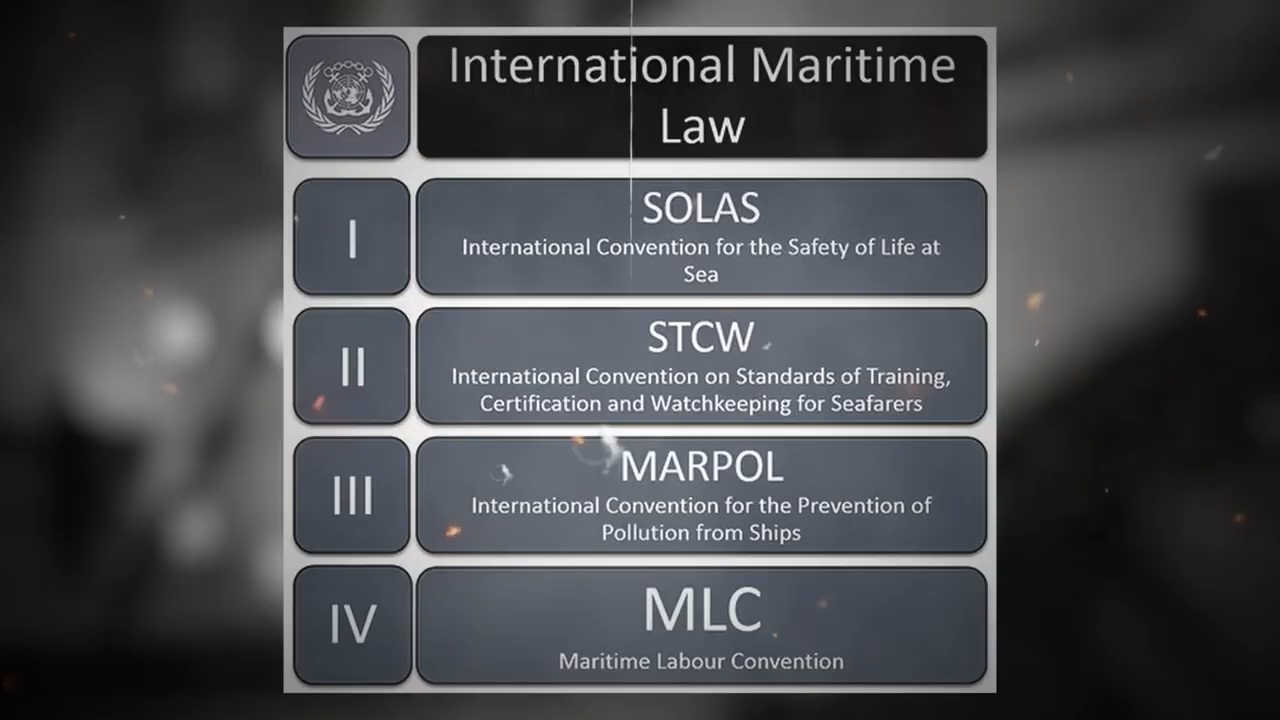 International Maritime
Law
I
SOLAS
International Convention for the Safety of Life at
Sea
II
STCW
International Convention on Standards of Training,
Certification and Watchkeeping for Seafarers
III
MARPOL
International Convention for the Prevention of
Pollution from Ships
IV
MLC
Maritime Labour Convention